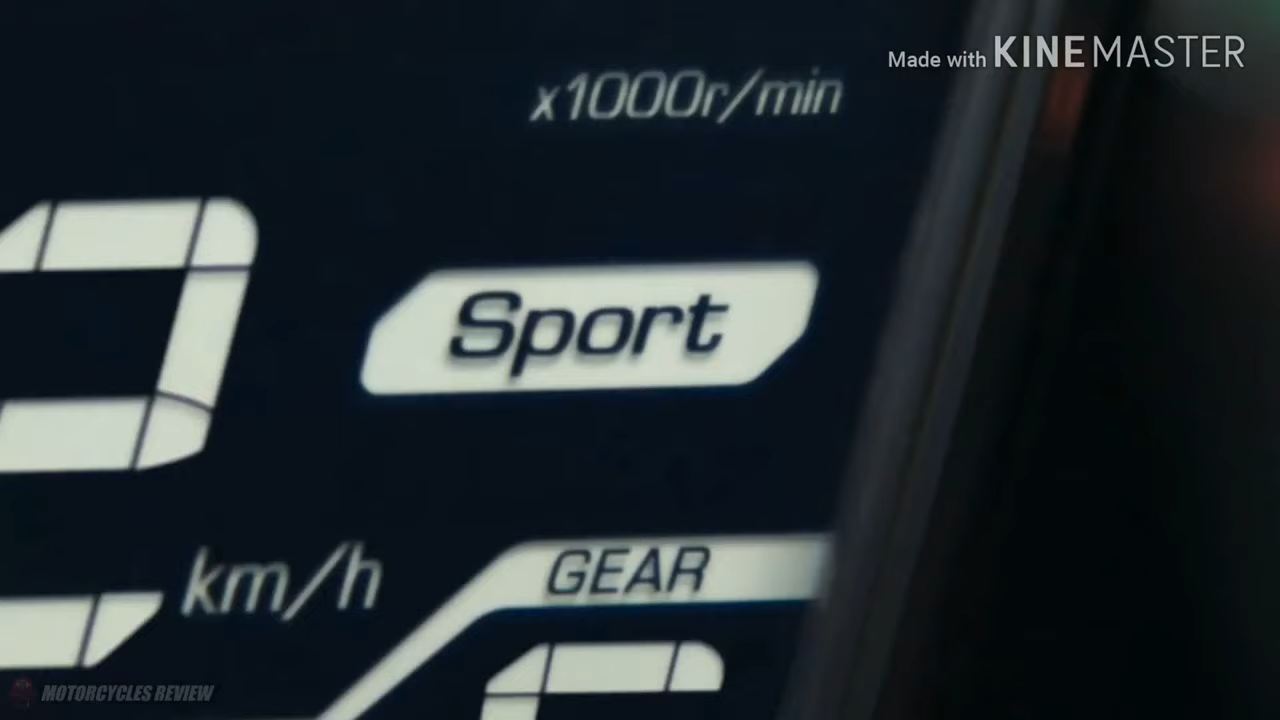 Made with KINEMASTER
x1000r/min
Sport
km/h
GEAR
MOTORCYCLES REVIEW